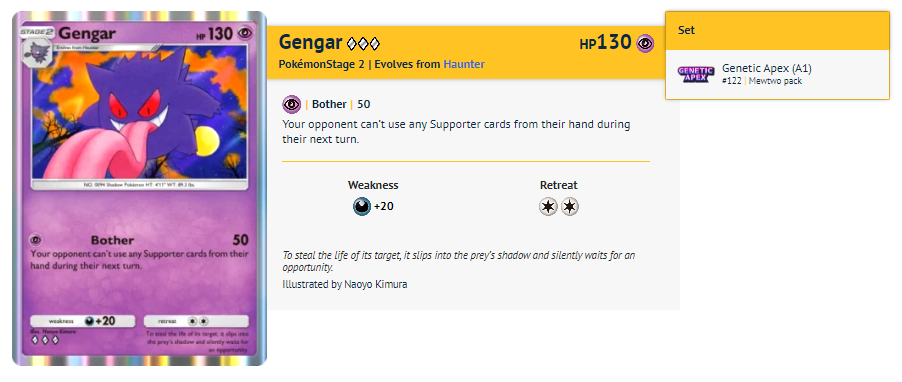 STAGE 2 Gengar HP 130
Evolves from Haunter
NO. 0094 Shadow Pokémon HT: 4'11" WT: 89.3 lbs.
Bother 50
Your opponent can't use any Supporter cards from their
hand during their next turn.
weakness +20 retreat
Illus. Naoyo Kimura
To steal the life of its target, it slips into
the prey's shadow and silently waits for
an opportunity.
Gengar HP130
PokémonStage 2 | Evolves from Haunter
| Bother | 50
Your opponent can't use any Supporter cards from their hand during
their next turn.
Weakness Retreat
+20
To steal the life of its target, it slips into the prey's shadow and silently waits for an
opportunity.
Illustrated by Naoyo Kimura
Set
GENETIC APEX
Genetic Apex (A1)
#122 | Mewtwo pack